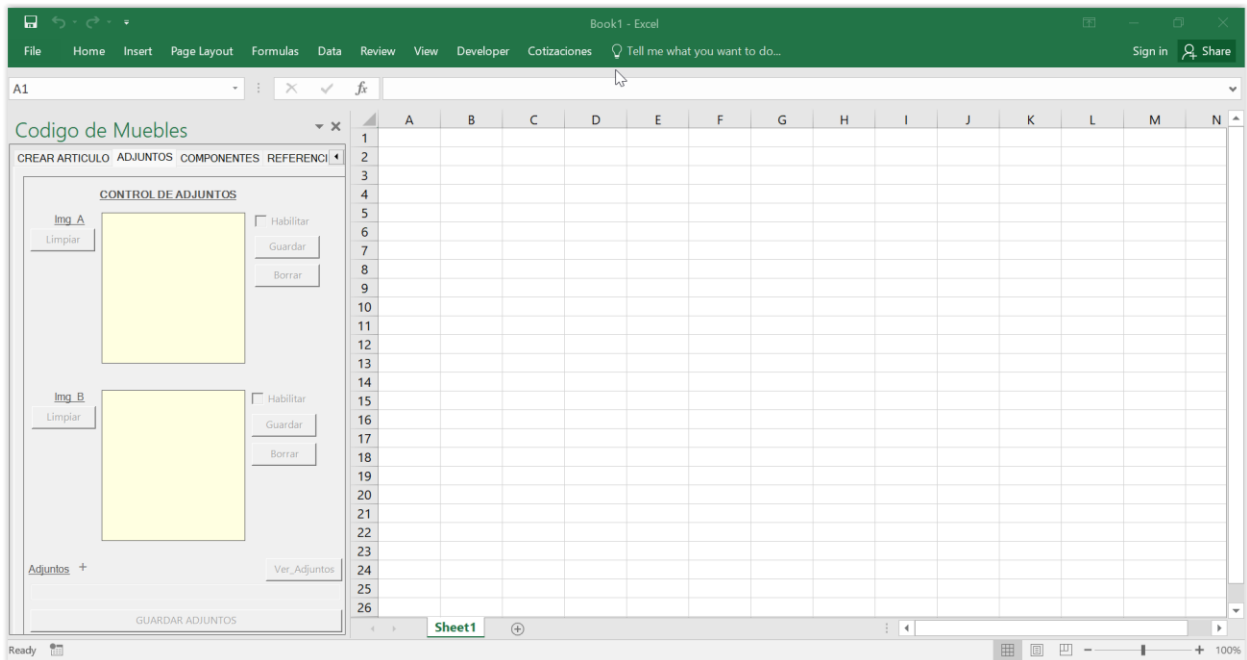 Book1 - Excel
File Home Insert Page Layout Formulas Data Review View Developer Cotizaciones Tell me what you want to do... Sign in Share
A1 fx
Codigo de Muebles
CREAR ARTICULO ADJUNTOS COMPONENTES REFERENCI
CONTROL DE ADJUNTOS
Img_A
Limpiar
Habilitar
Guardar
Borrar
Img_B
Limpiar
Habilitar
Guardar
Borrar
Adjuntos + Ver_Adjuntos
GUARDAR ADJUNTOS
A B C D E F G H I J K L M N
1
2
3
4
5
6
7
8
9
10
11
12
13
14
15
16
17
18
19
20
21
22
23
24
25
26
Sheet1
Ready 100%